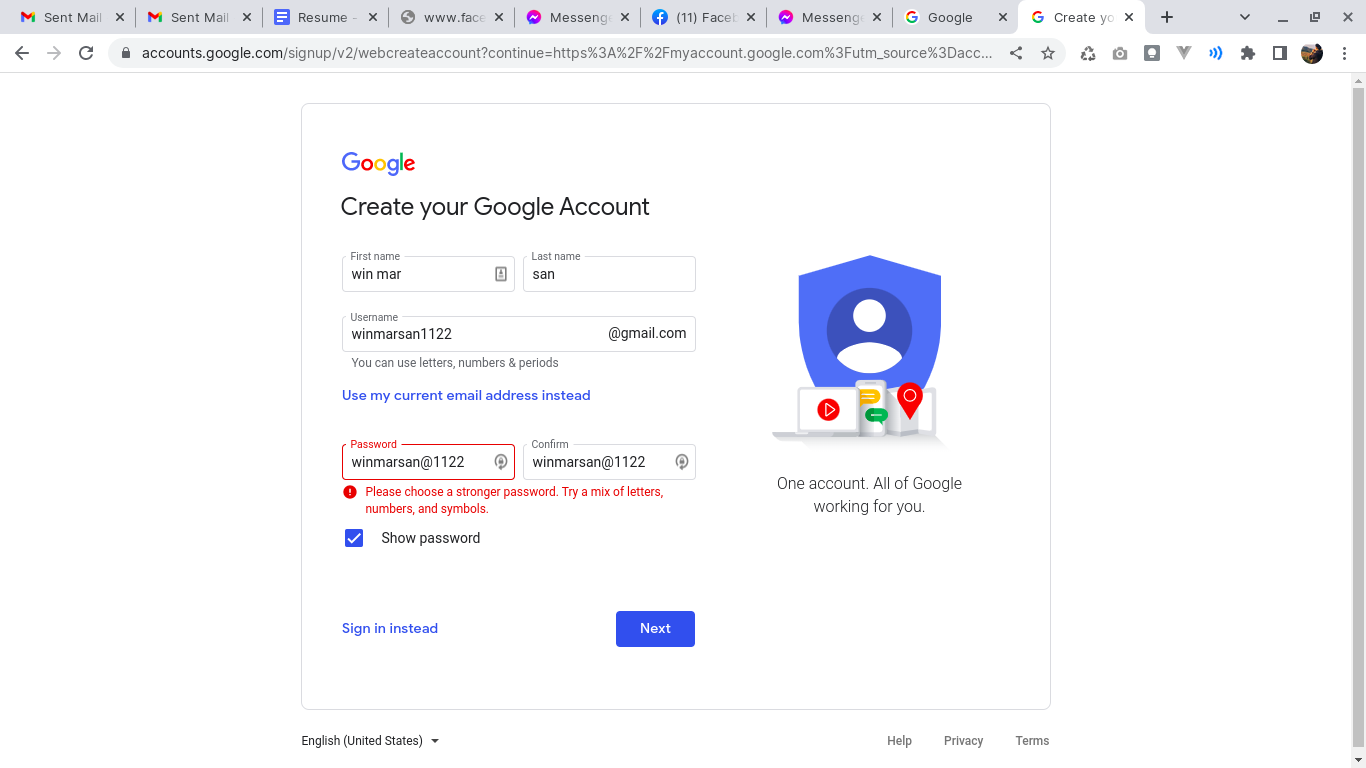 Sent Mail
Sent Mail
Resume -
www.face
Messenge
(11) Faceb
Messenge
Google
Create yo
accounts.google.com/signup/v2/webcreateaccount?continue=https%3A%2F%2Fmyaccount.google.com%3Futm_source%3Dacc...
Google
Create your Google Account
First name
win mar
Last name
san
Username
winmarsan1122
@gmail.com
You can use letters, numbers & periods
Use my current email address instead
Password
winmarsan@1122
Confirm
winmarsan@1122
Please choose a stronger password. Try a mix of letters,
numbers, and symbols.
Show password
Sign in instead
Next
One account. All of Google
working for you.
English (United States)
Help
Privacy
Terms